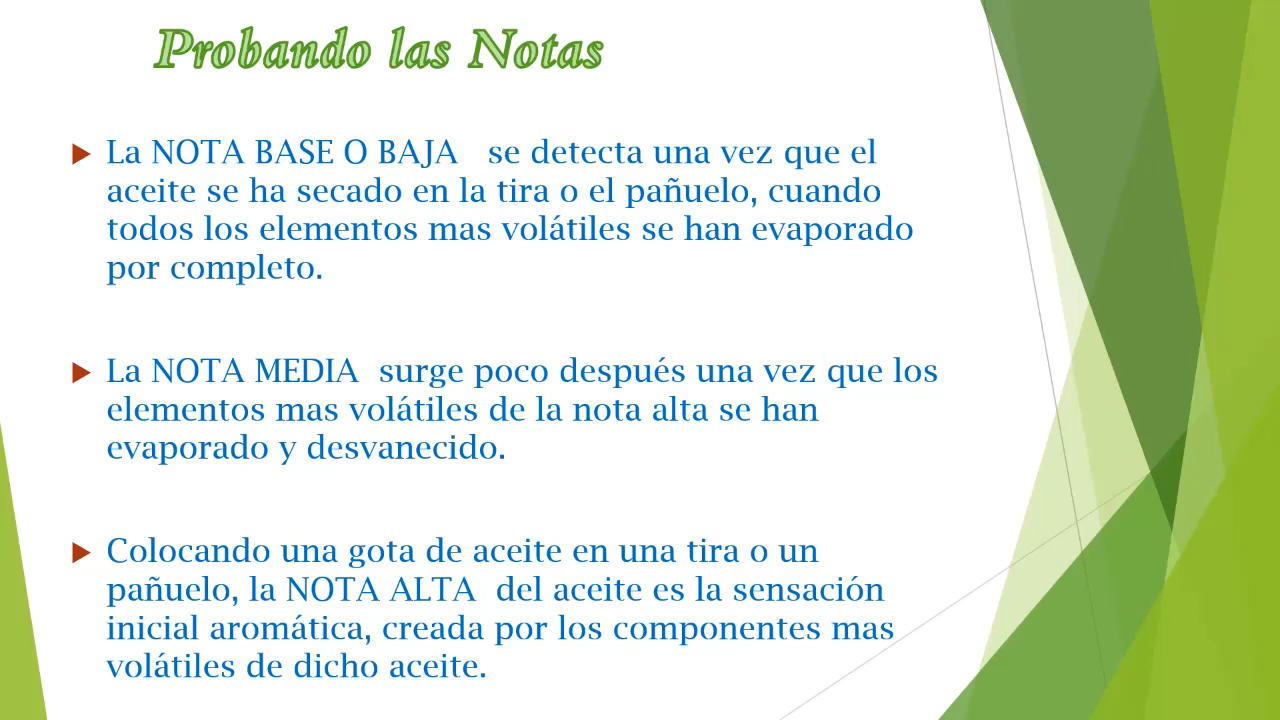 Probando las Notas
La NOTA BASE O BAJA se detecta una vez que el
aceite se ha secado en la tira o el pañuelo, cuando
todos los elementos mas volátiles se han evaporado
por completo.
La NOTA MEDIA surge poco después una vez que los
elementos mas volátiles de la nota alta se han
evaporado y desvanecido.
Colocando una gota de aceite en una tira o un
pañuelo, la NOTA ALTA del aceite es la sensación
inicial aromática, creada por los componentes mas
volátiles de dicho aceite.